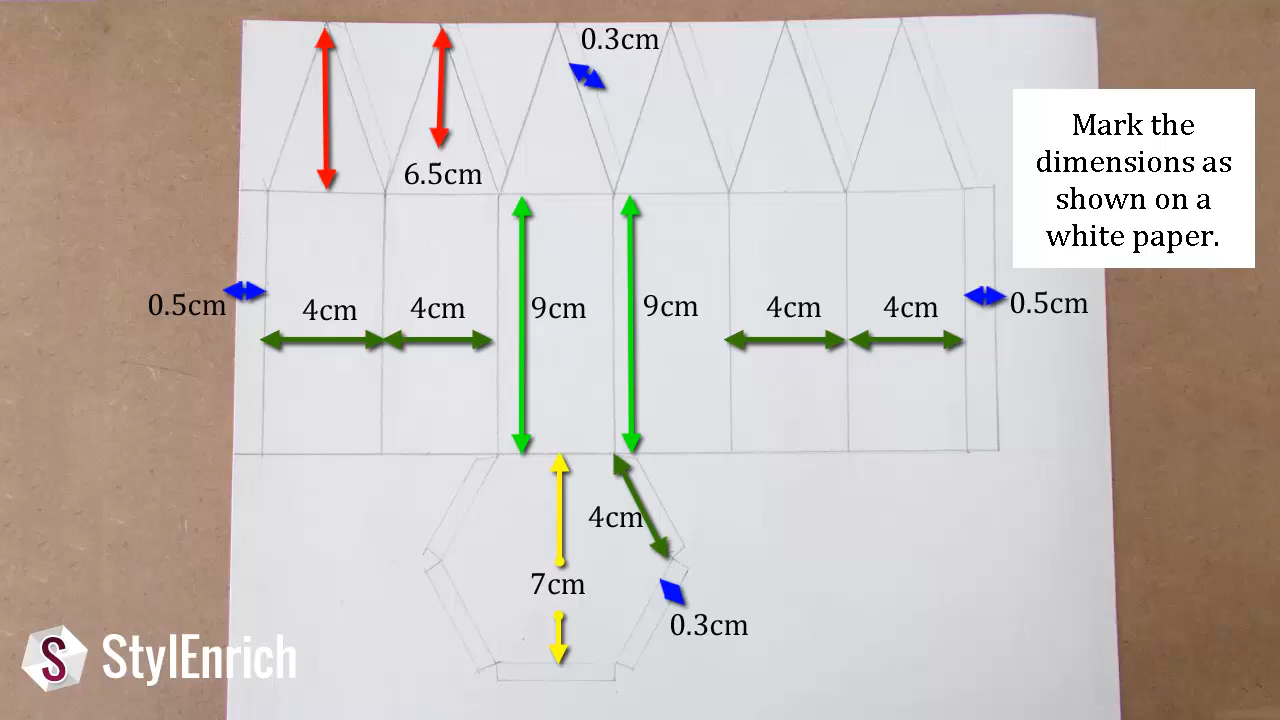 0.3cm
Mark the
dimensions as
shown on a
white paper.
6.5cm
0.5cm
4cm
4cm
9cm
9cm
4cm
4cm
0.5cm
4cm
7cm
0.3cm
S
StylEnrich